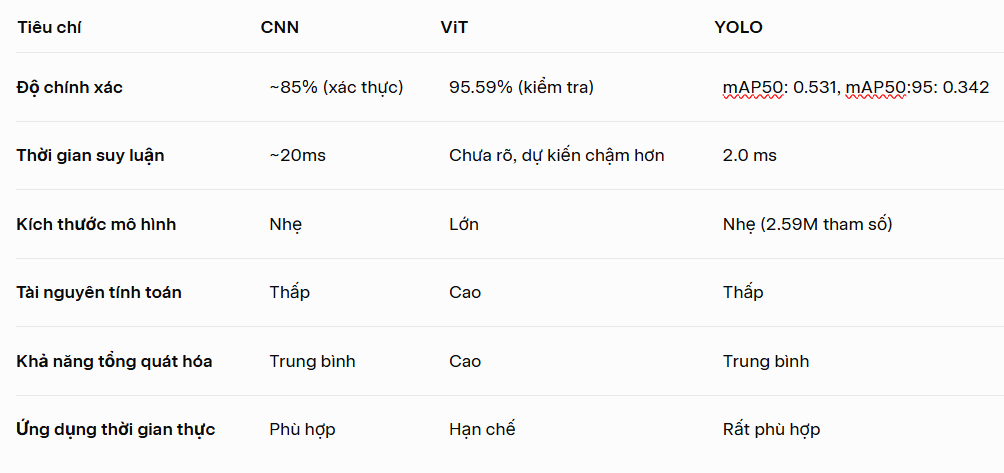 Tiêu chí CNN ViT YOLO
Độ chính xác ~85% (xác thực) 95.59% (kiểm tra) mAP50: 0.531, mAP50:95: 0.342
Thời gian suy luận ~20ms Chưa rõ, dự kiến chậm hơn 2.0 ms
Kích thước mô hình Nhẹ Lớn Nhẹ (2.59M tham số)
Tài nguyên tính toán Thấp Cao Thấp
Khả năng tổng quát hóa Trung bình Cao Trung bình
Ứng dụng thời gian thực Phù hợp Hạn chế Rất phù hợp